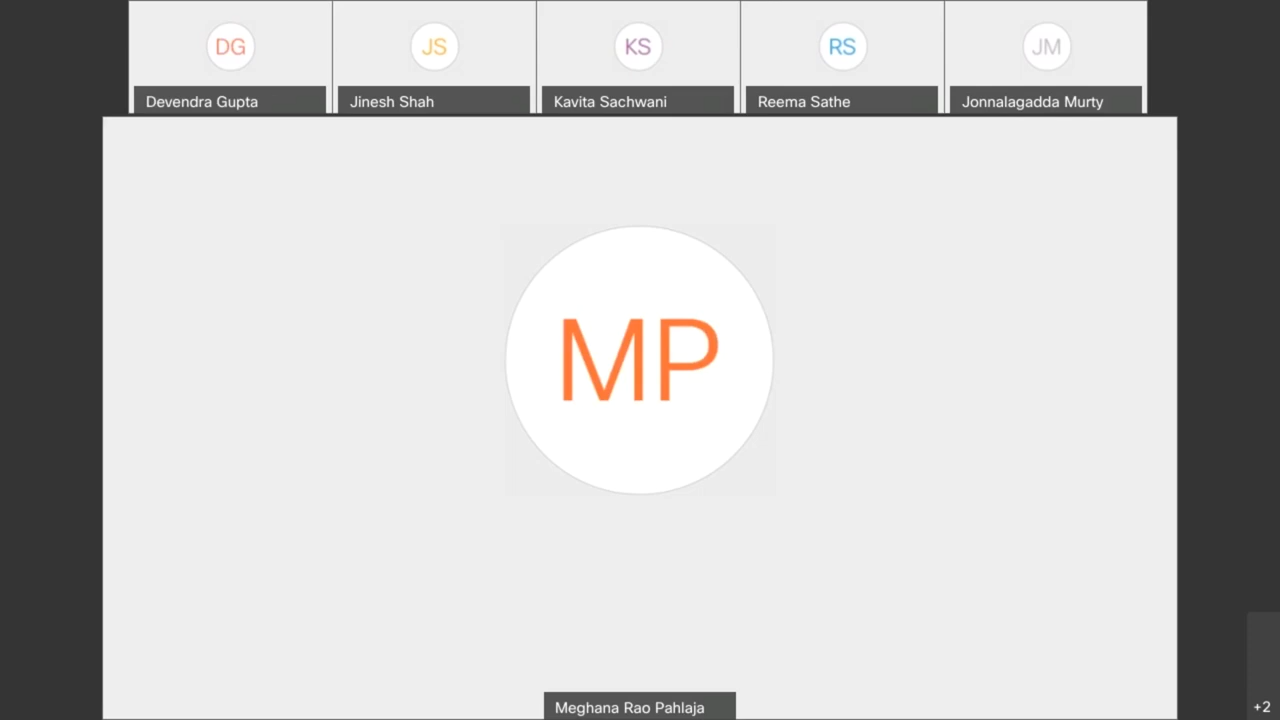 DG
JS
KS
RS
JM
Devendra Gupta
Jinesh Shah
Kavita Sachwani
Reema Sathe
Jonnalagadda Murty
MP
Meghana Rao Pahlaja
+2